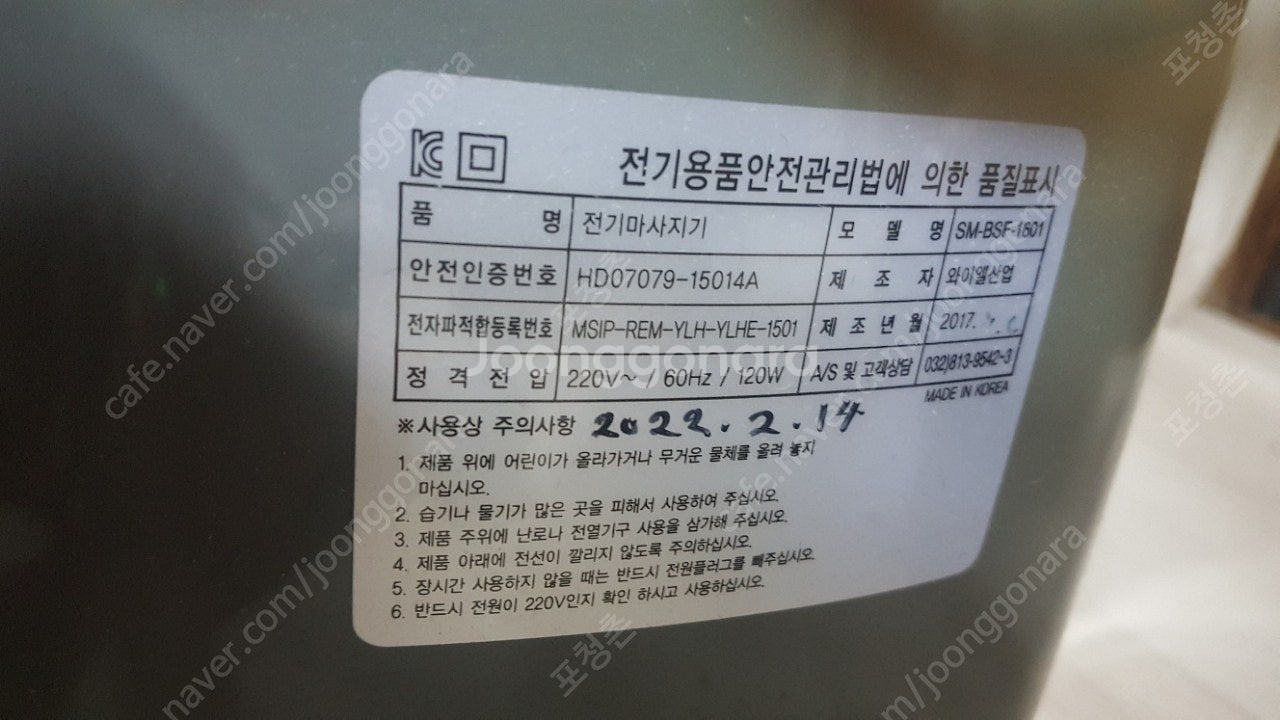 전기용품안전관리법에 의한 품질표시
품 명 전기마사지기 모 델 명 SM-BSF-1801
안전인증번호 HD07079-15014A 제 조 자 와이엘산업
전자파적합등록번호 MSIP-REM-YLH-YLHE-1501 제 조 년 월 2017.
정 격 전 압 220V~ / 60Hz / 120W A/S 및 고객상담 032)813-9542~3
MADE IN KOREA
※사용상 주의사항 2022.2.14
1. 제품 위에 어린이가 올라가거나 무거운 물체를 올려 놓지
마십시오.
2. 습기나 물기가 많은 곳을 피해서 사용하여 주십시오.
3. 제품 주위에 난로나 전열기구 사용을 삼가해 주십시오.
4. 제품 아래에 전선이 깔리지 않도록 주의하십시오.
5. 장시간 사용하지 않을 때는 반드시 전원플러그를 빼주십시오.
6. 반드시 전원이 220V인지 확인 하시고 사용하십시오.
Joonggonara
cafe.naver.com/joonggonara
포청촌